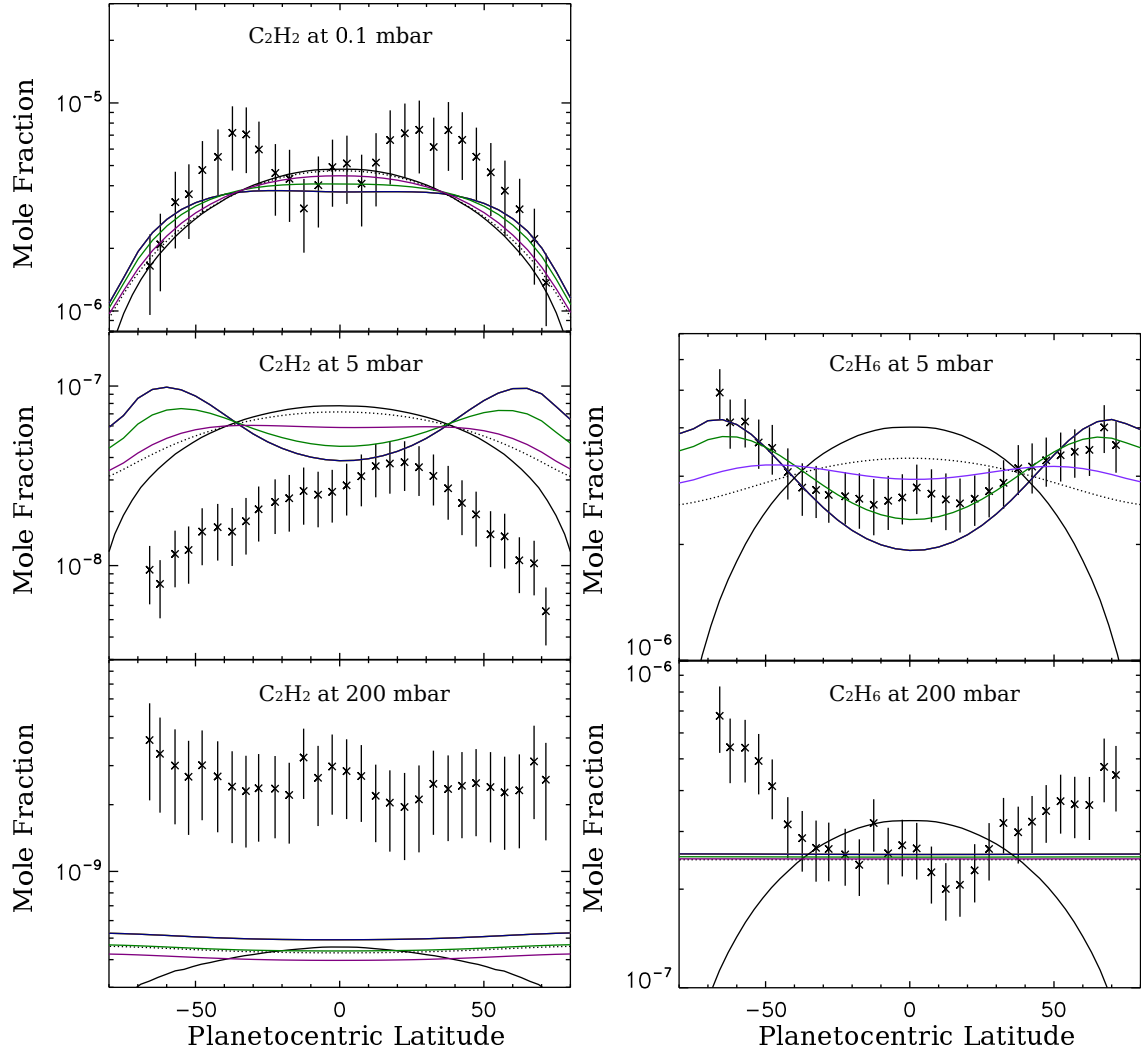 C₂H₂ at 0.1 mbar
Mole Fraction
10⁻⁵
10⁻⁶
C₂H₂ at 5 mbar
Mole Fraction
10⁻⁷
10⁻⁸
C₂H₆ at 5 mbar
Mole Fraction
10⁻⁶
C₂H₂ at 200 mbar
Mole Fraction
10⁻⁹
−50
0
50
Planetocentric Latitude
C₂H₆ at 200 mbar
Mole Fraction
10⁻⁶
10⁻⁷
−50
0
50
Planetocentric Latitude